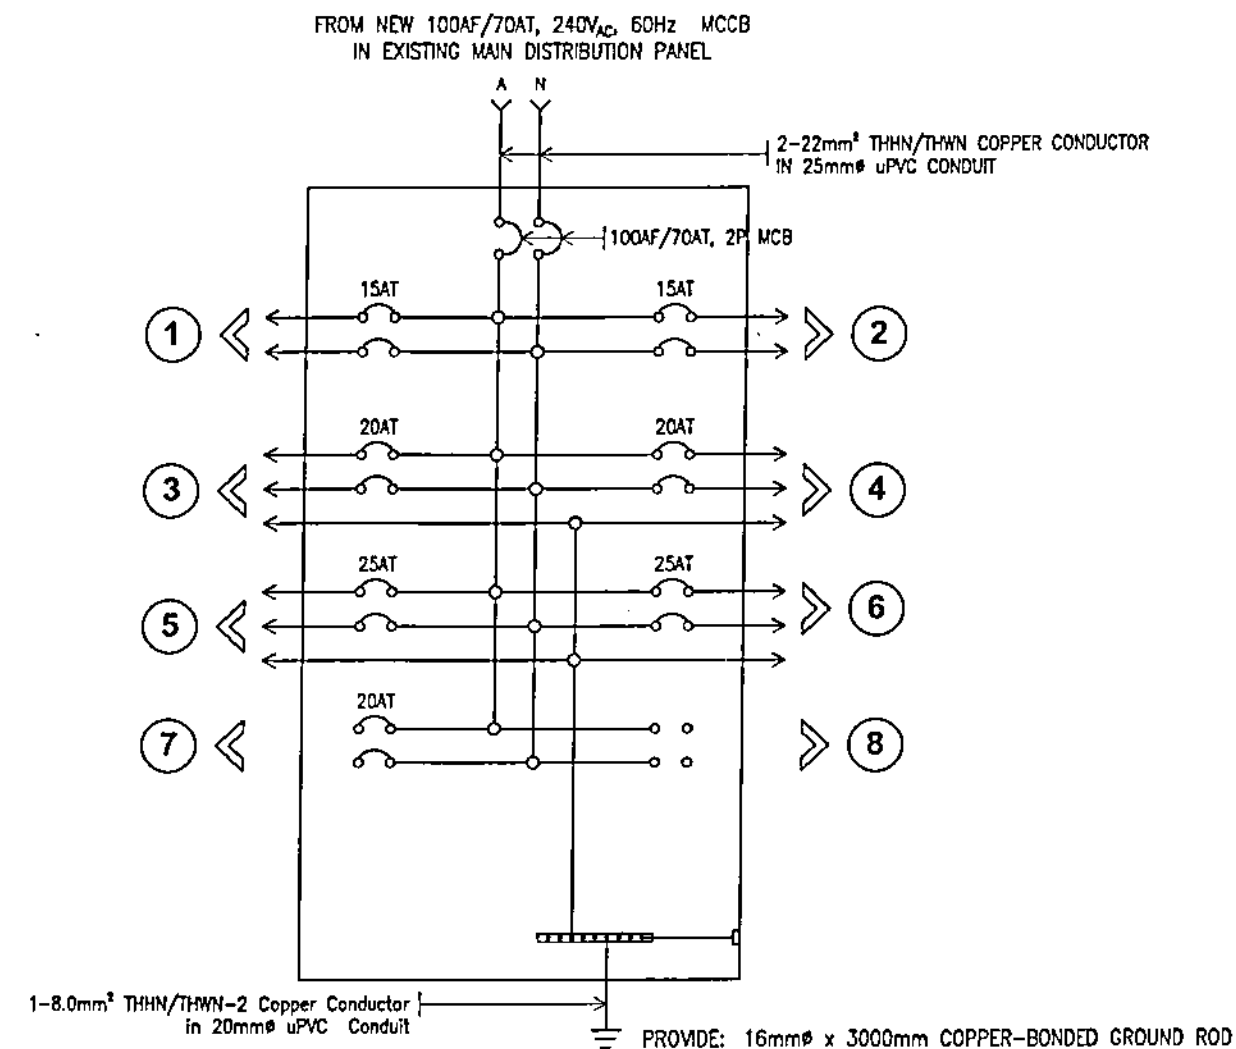 FROM NEW 100AF/70AT, 240VAC, 60Hz MCCB
IN EXISTING MAIN DISTRIBUTION PANEL
A N
2-22mm² THHN/THWN COPPER CONDUCTOR
IN 25mmø uPVC CONDUIT
100AF/70AT, 2P MCB
15AT 15AT
1 2
20AT 20AT
3 4
25AT 25AT
5 6
20AT
7 8
1-8.0mm² THHN/THWN-2 Copper Conductor
in 20mmø uPVC Conduit
PROVIDE: 16mmø x 3000mm COPPER-BONDED GROUND ROD